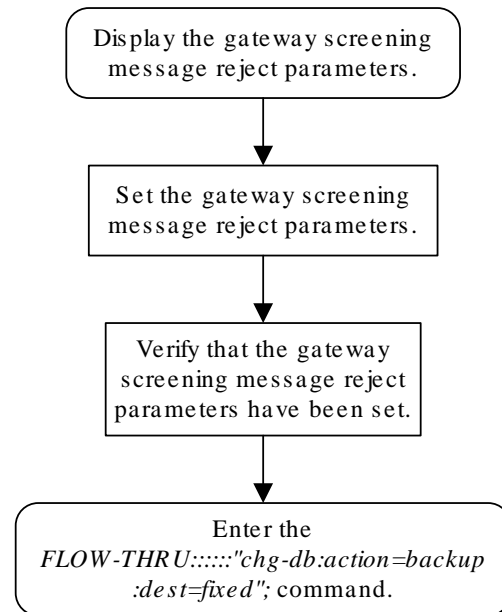 Display the gateway screening
message reject parameters.
Set the gateway screening
message reject parameters.
Verify that the gateway
screening message reject
parameters have been set.
Enter the
FLOW-THRU::::::"chg-db:action=backup
:dest=fixed"; command.